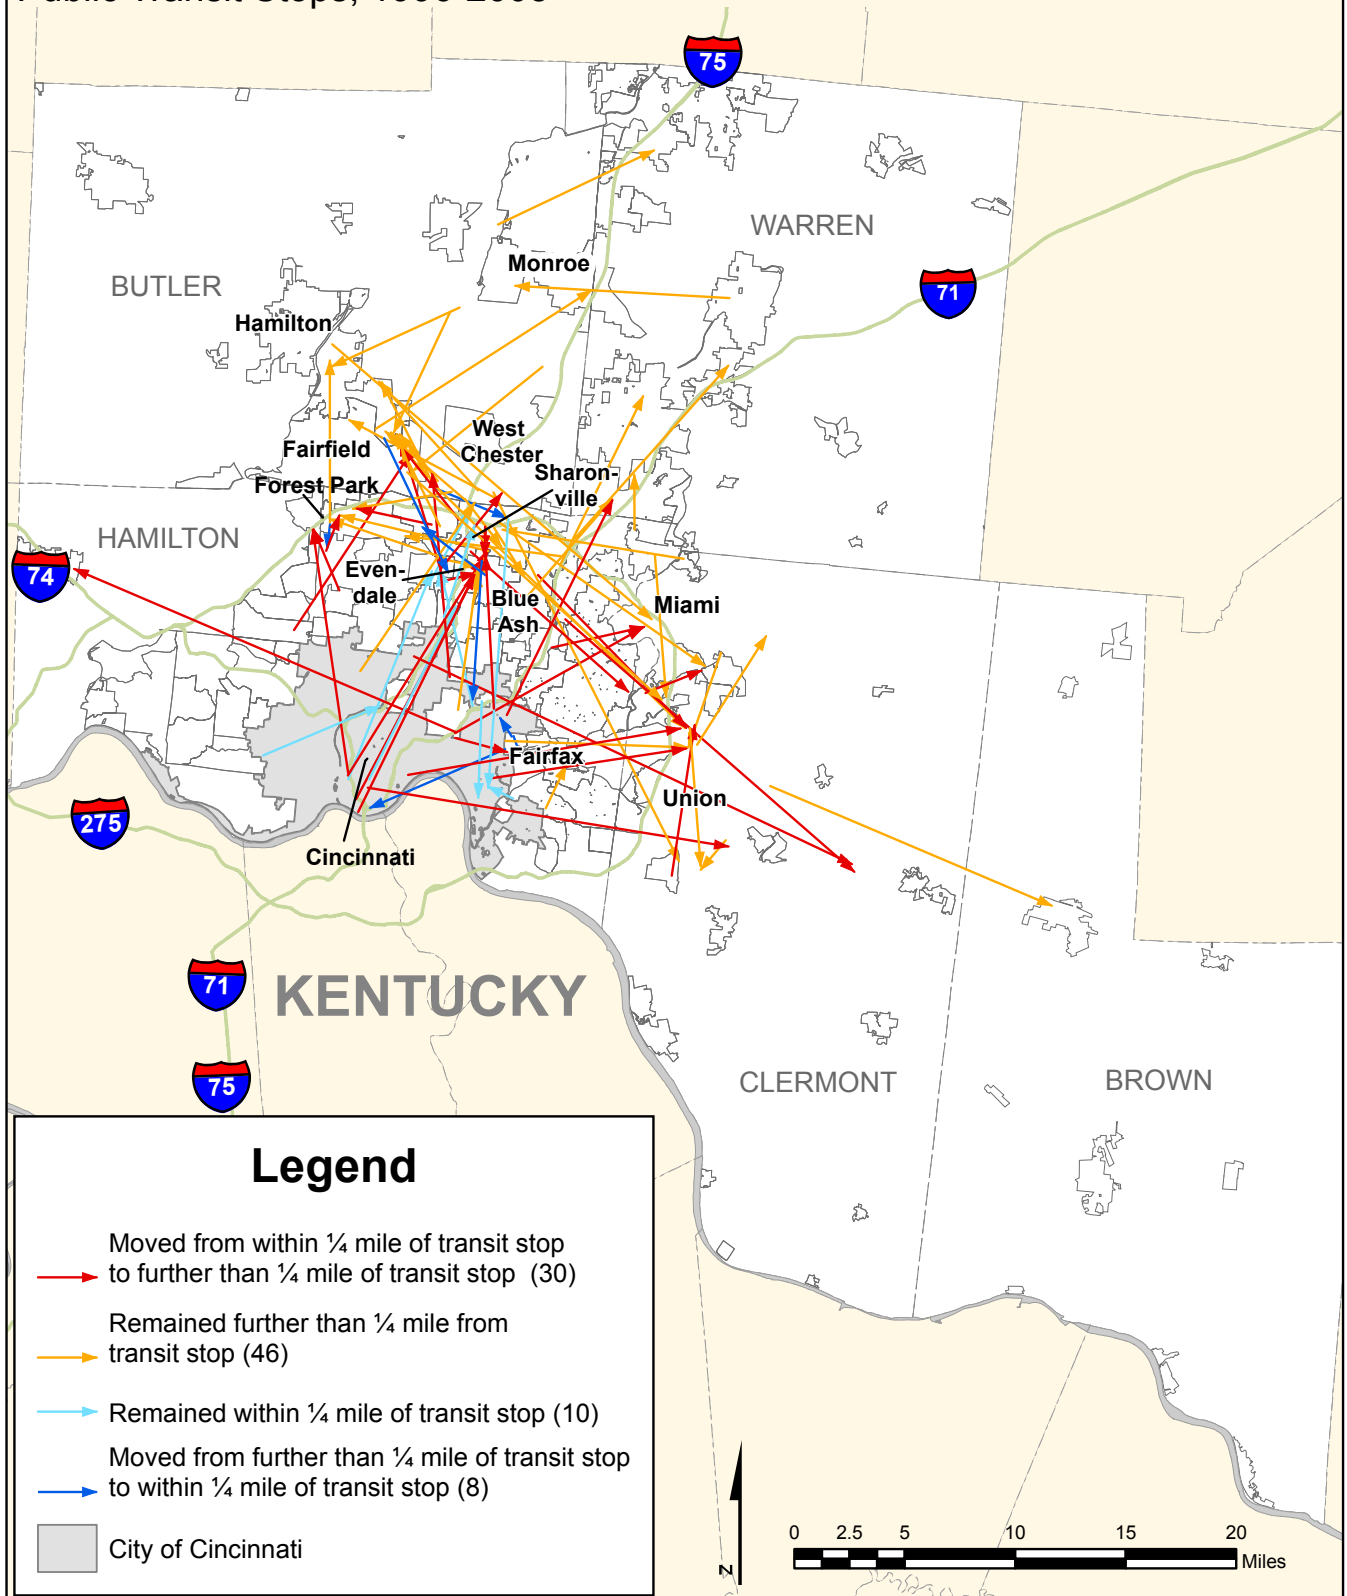 75
WARREN
Monroe
BUTLER
71
Hamilton
West
Chester
Fairfield
Sharon-
ville
Forest Park
HAMILTON
74
Even-
dale
Blue
Ash
Miami
Fairfax
Union
275
Cincinnati
71
KENTUCKY
75
CLERMONT
BROWN
Legend
Moved from within ¼ mile of transit stop
to further than ¼ mile of transit stop (30)
Remained further than ¼ mile from
transit stop (46)
Remained within ¼ mile of transit stop (10)
Moved from further than ¼ mile of transit stop
to within ¼ mile of transit stop (8)
City of Cincinnati
N
0 2.5 5 10 15 20
Miles